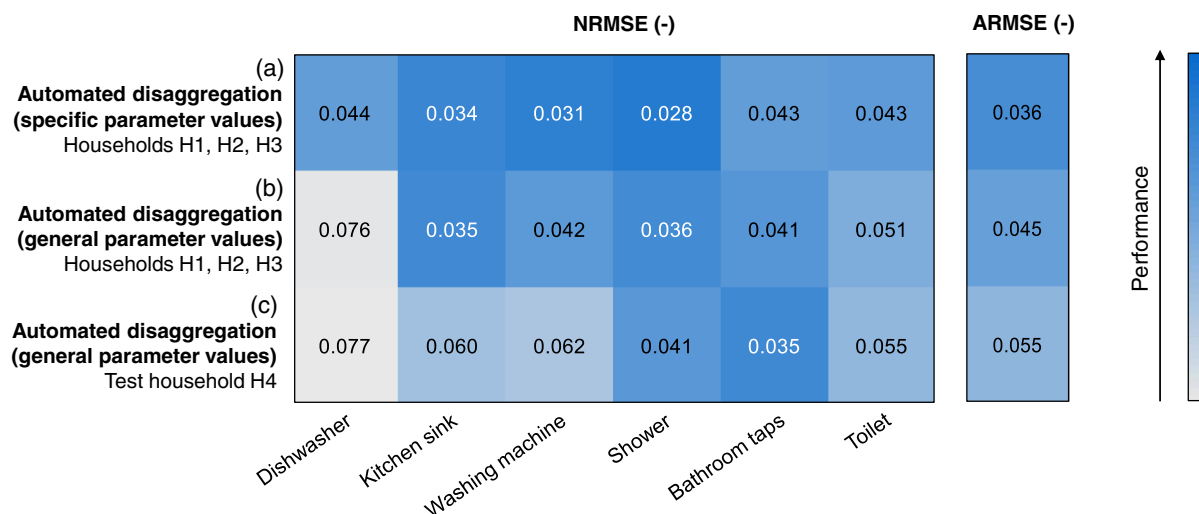 NRMSE (-)
ARMSE (-)
(a)
Automated disaggregation
(specific parameter values)
Households H1, H2, H3
0.044
0.034
0.031
0.028
0.043
0.043
0.036
(b)
Automated disaggregation
(general parameter values)
Households H1, H2, H3
0.076
0.035
0.042
0.036
0.041
0.051
0.045
(c)
Automated disaggregation
(general parameter values)
Test household H4
0.077
0.060
0.062
0.041
0.035
0.055
0.055
Dishwasher
Kitchen sink
Washing machine
Shower
Bathroom taps
Toilet
Performance